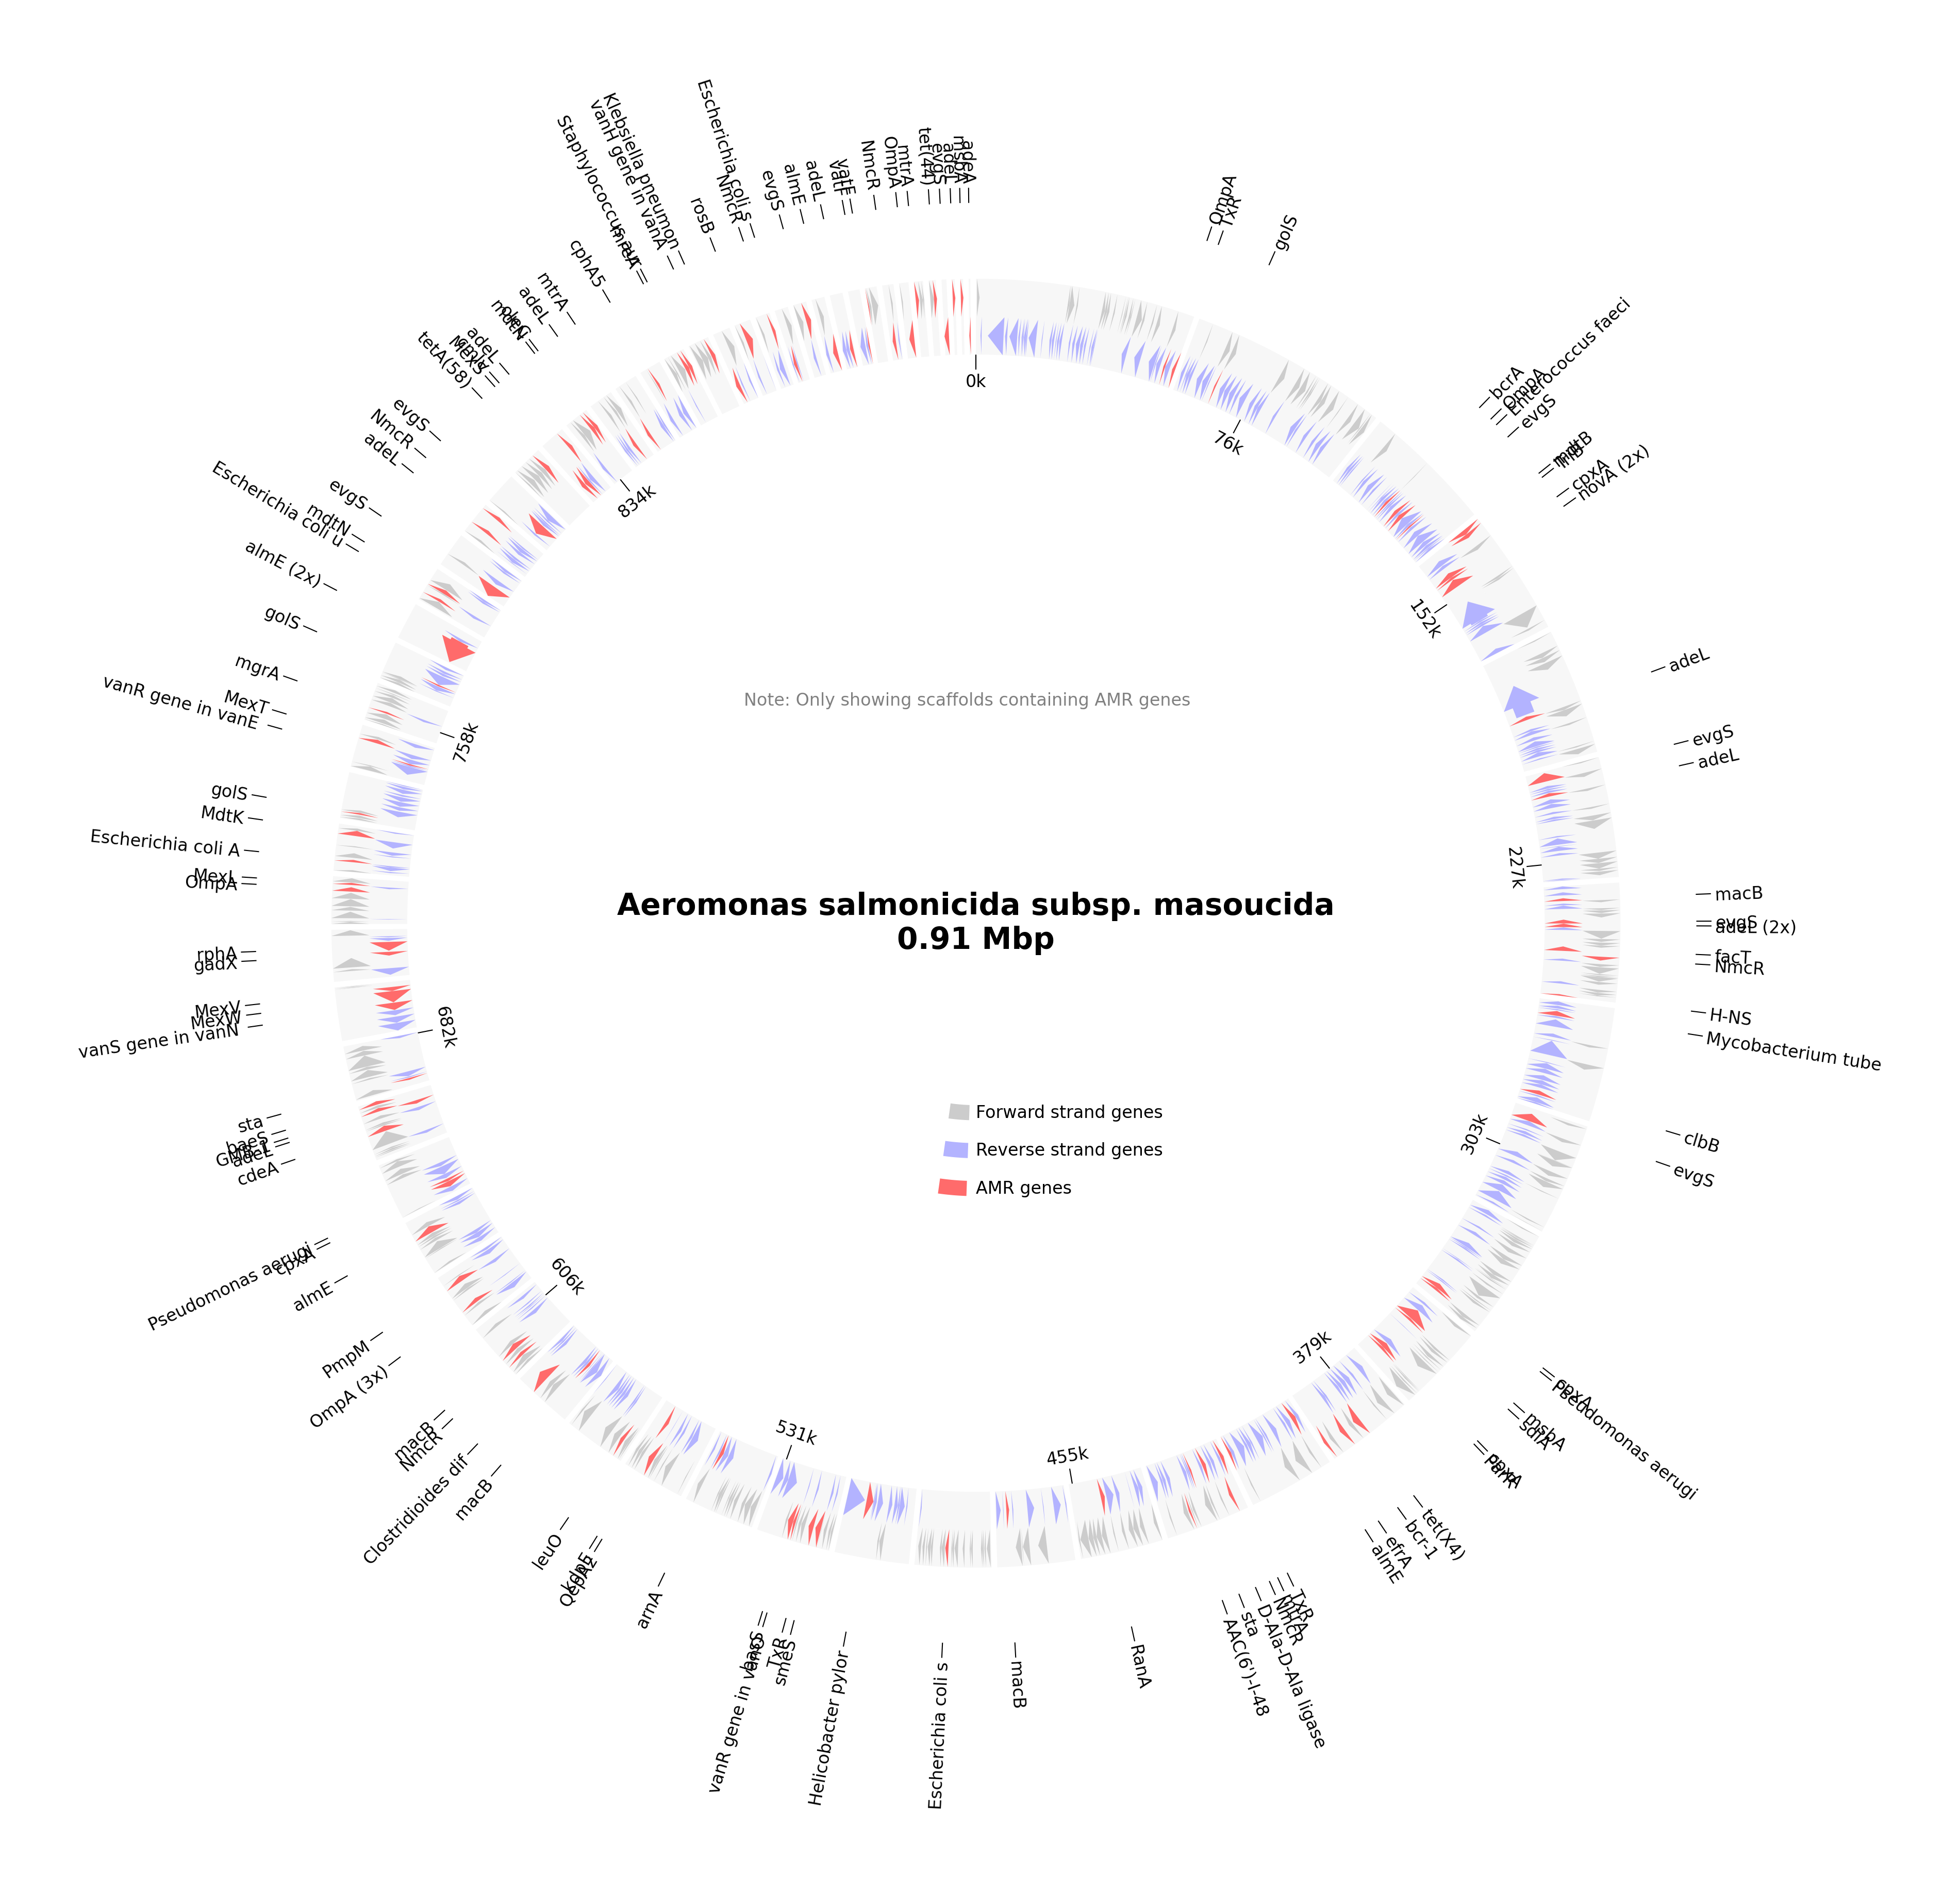 OmpA
TxR
golS
bcrA
OmpA
Enterococcus faeci
evgS
mdtB
cpxA
novA (2x)
adeL
evgS
adeL
macB
evgS
adeL (2x)
facT
NmcR
H-NS
Mycobacterium tube
clbB
evgS
cpxA
Pseudomonas aerugi
msbA
sdiA
tet(X4)
bcr-1
efrA
almE
TxR
mtrA
NmcR
D-Ala-D-Ala ligase
sta
AAC(6')-I-48
RanA
macB
Escherichia coli s
Helicobacter pylor
smeS
TxR
basS
vanR gene in vanO
arnA
QepA2
kdpE
leuO
macB
Clostridioides dif
NmcR
macB
OmpA (3x)
PmpM
almE
cpxA
Pseudomonas aerugi
cdeA
adeL
baeS
sta
vanS gene in vanN
MexW
MexV
gadX
rphA
OmpA
MexL
Escherichia coli A
MdtK
golS
vanR gene in vanE
MexT
mgrA
golS
almE (2x)
Escherichia coli u
mdtN
evgS
adeL
NmcR
evgS
tetA(58)
MexS
adeL
mdtN
adeL
mtrA
cphA5
mreA
Staphylococcus aur
vanH gene in vanA
Klebsiella pneumon
rosB
NmcR
Escherichia coli s
evgS
almE
adeL
vatF
vatF
NmcR
OmpA
mtrA
tet(44)
evgS
adeL
msbA
adeA
0k
76k
152k
227k
303k
379k
455k
531k
606k
682k
758k
834k
Note: Only showing scaffolds containing AMR genes
Aeromonas salmonicida subsp. masoucida
0.91 Mbp
Forward strand genes
Reverse strand genes
AMR genes